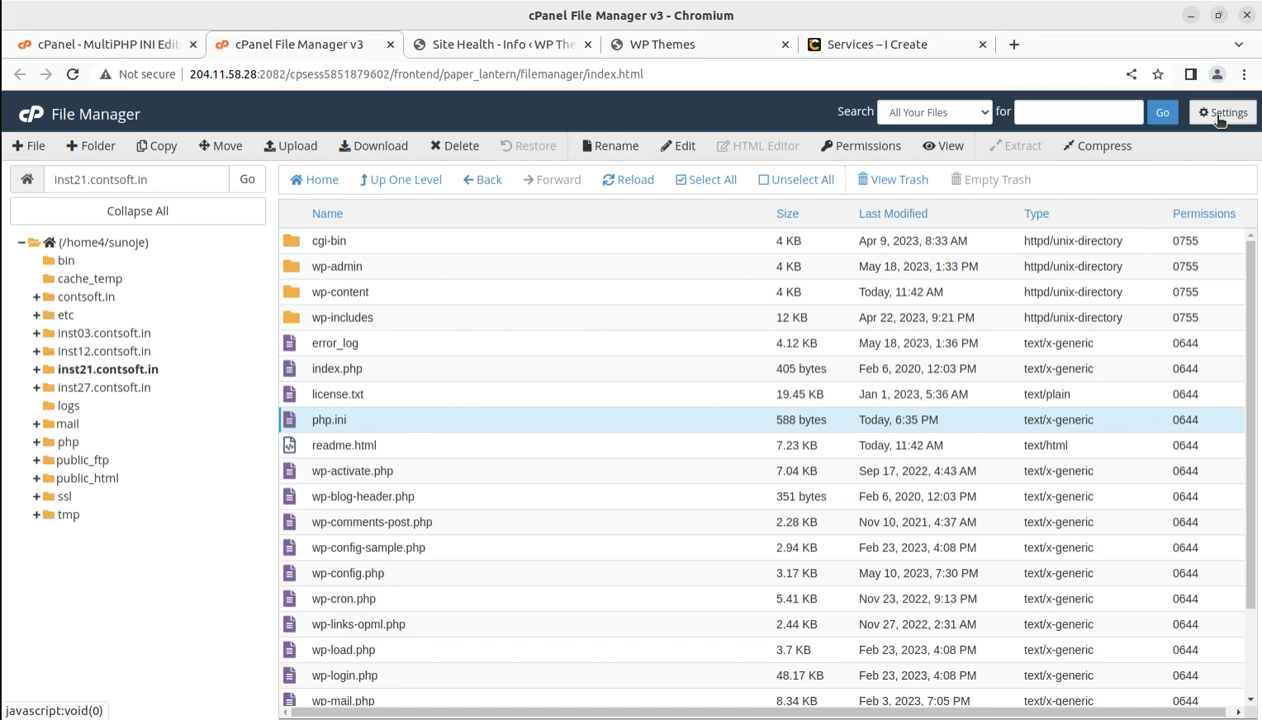 cPanel File Manager v3 - Chromium
cPanel - MultiPHP INI Edit
cPanel File Manager v3
Site Health - Info ‹ WP The
WP Themes
Services – I Create
Not secure
204.11.58.28:2082/cpsess5851879602/frontend/paper_lantern/filemanager/index.html
cP File Manager
Search All Your Files for Go Settings
+ File + Folder Copy Move Upload Download Delete Restore Rename Edit HTML Editor Permissions View Extract Compress
inst21.contsoft.in Go
Home Up One Level Back Forward Reload Select All Unselect All View Trash Empty Trash
Collapse All
(/home4/sunoje)
bin
cache_temp
contsoft.in
etc
inst03.contsoft.in
inst12.contsoft.in
inst21.contsoft.in
inst27.contsoft.in
logs
mail
php
public_ftp
public_html
ssl
tmp
Name Size Last Modified Type Permissions
cgi-bin 4 KB Apr 9, 2023, 8:33 AM httpd/unix-directory 0755
wp-admin 4 KB May 18, 2023, 1:33 PM httpd/unix-directory 0755
wp-content 4 KB Today, 11:42 AM httpd/unix-directory 0755
wp-includes 12 KB Apr 22, 2023, 9:21 PM httpd/unix-directory 0755
error_log 4.12 KB May 18, 2023, 1:36 PM text/x-generic 0644
index.php 405 bytes Feb 6, 2020, 12:03 PM text/x-generic 0644
license.txt 19.45 KB Jan 1, 2023, 5:36 AM text/plain 0644
php.ini 588 bytes Today, 6:35 PM text/x-generic 0644
readme.html 7.23 KB Today, 11:42 AM text/html 0644
wp-activate.php 7.04 KB Sep 17, 2022, 4:43 AM text/x-generic 0644
wp-blog-header.php 351 bytes Feb 6, 2020, 12:03 PM text/x-generic 0644
wp-comments-post.php 2.28 KB Nov 10, 2021, 4:37 AM text/x-generic 0644
wp-config-sample.php 2.94 KB Feb 23, 2023, 4:08 PM text/x-generic 0644
wp-config.php 3.17 KB May 10, 2023, 7:30 PM text/x-generic 0644
wp-cron.php 5.41 KB Nov 23, 2022, 9:13 PM text/x-generic 0644
wp-links-opml.php 2.44 KB Nov 27, 2022, 2:31 AM text/x-generic 0644
wp-load.php 3.7 KB Feb 23, 2023, 4:08 PM text/x-generic 0644
wp-login.php 48.17 KB Feb 23, 2023, 4:08 PM text/x-generic 0644
wp-mail.php 8.34 KB Feb 3, 2023, 7:05 PM text/x-generic 0644
javascript:void(0)